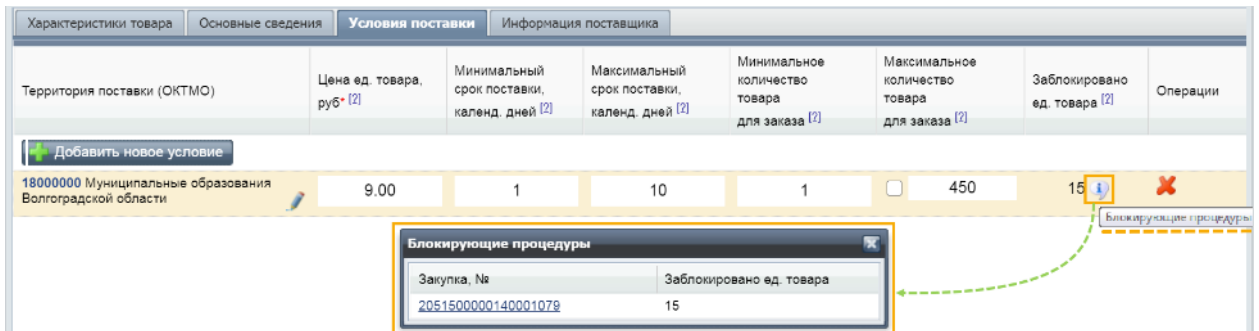 Характеристики товара
Основные сведения
Условия поставки
Информация поставщика
Территория поставки (ОКТМО)
Цена ед. товара,
руб* [?]
Минимальный
срок поставки,
календ. дней [?]
Максимальный
срок поставки,
календ. дней [?]
Минимальное
количество
товара
для заказа [?]
Максимальное
количество
товара
для заказа [?]
Заблокировано
ед. товара [?]
Операции
Добавить новое условие
18000000 Муниципальные образования
Волгоградской области
9.00
1
10
1
450
15
Блокирующие процедуры
Блокирующие процедуры
Закупка, №
Заблокировано ед. товара
2051500000140001079
15